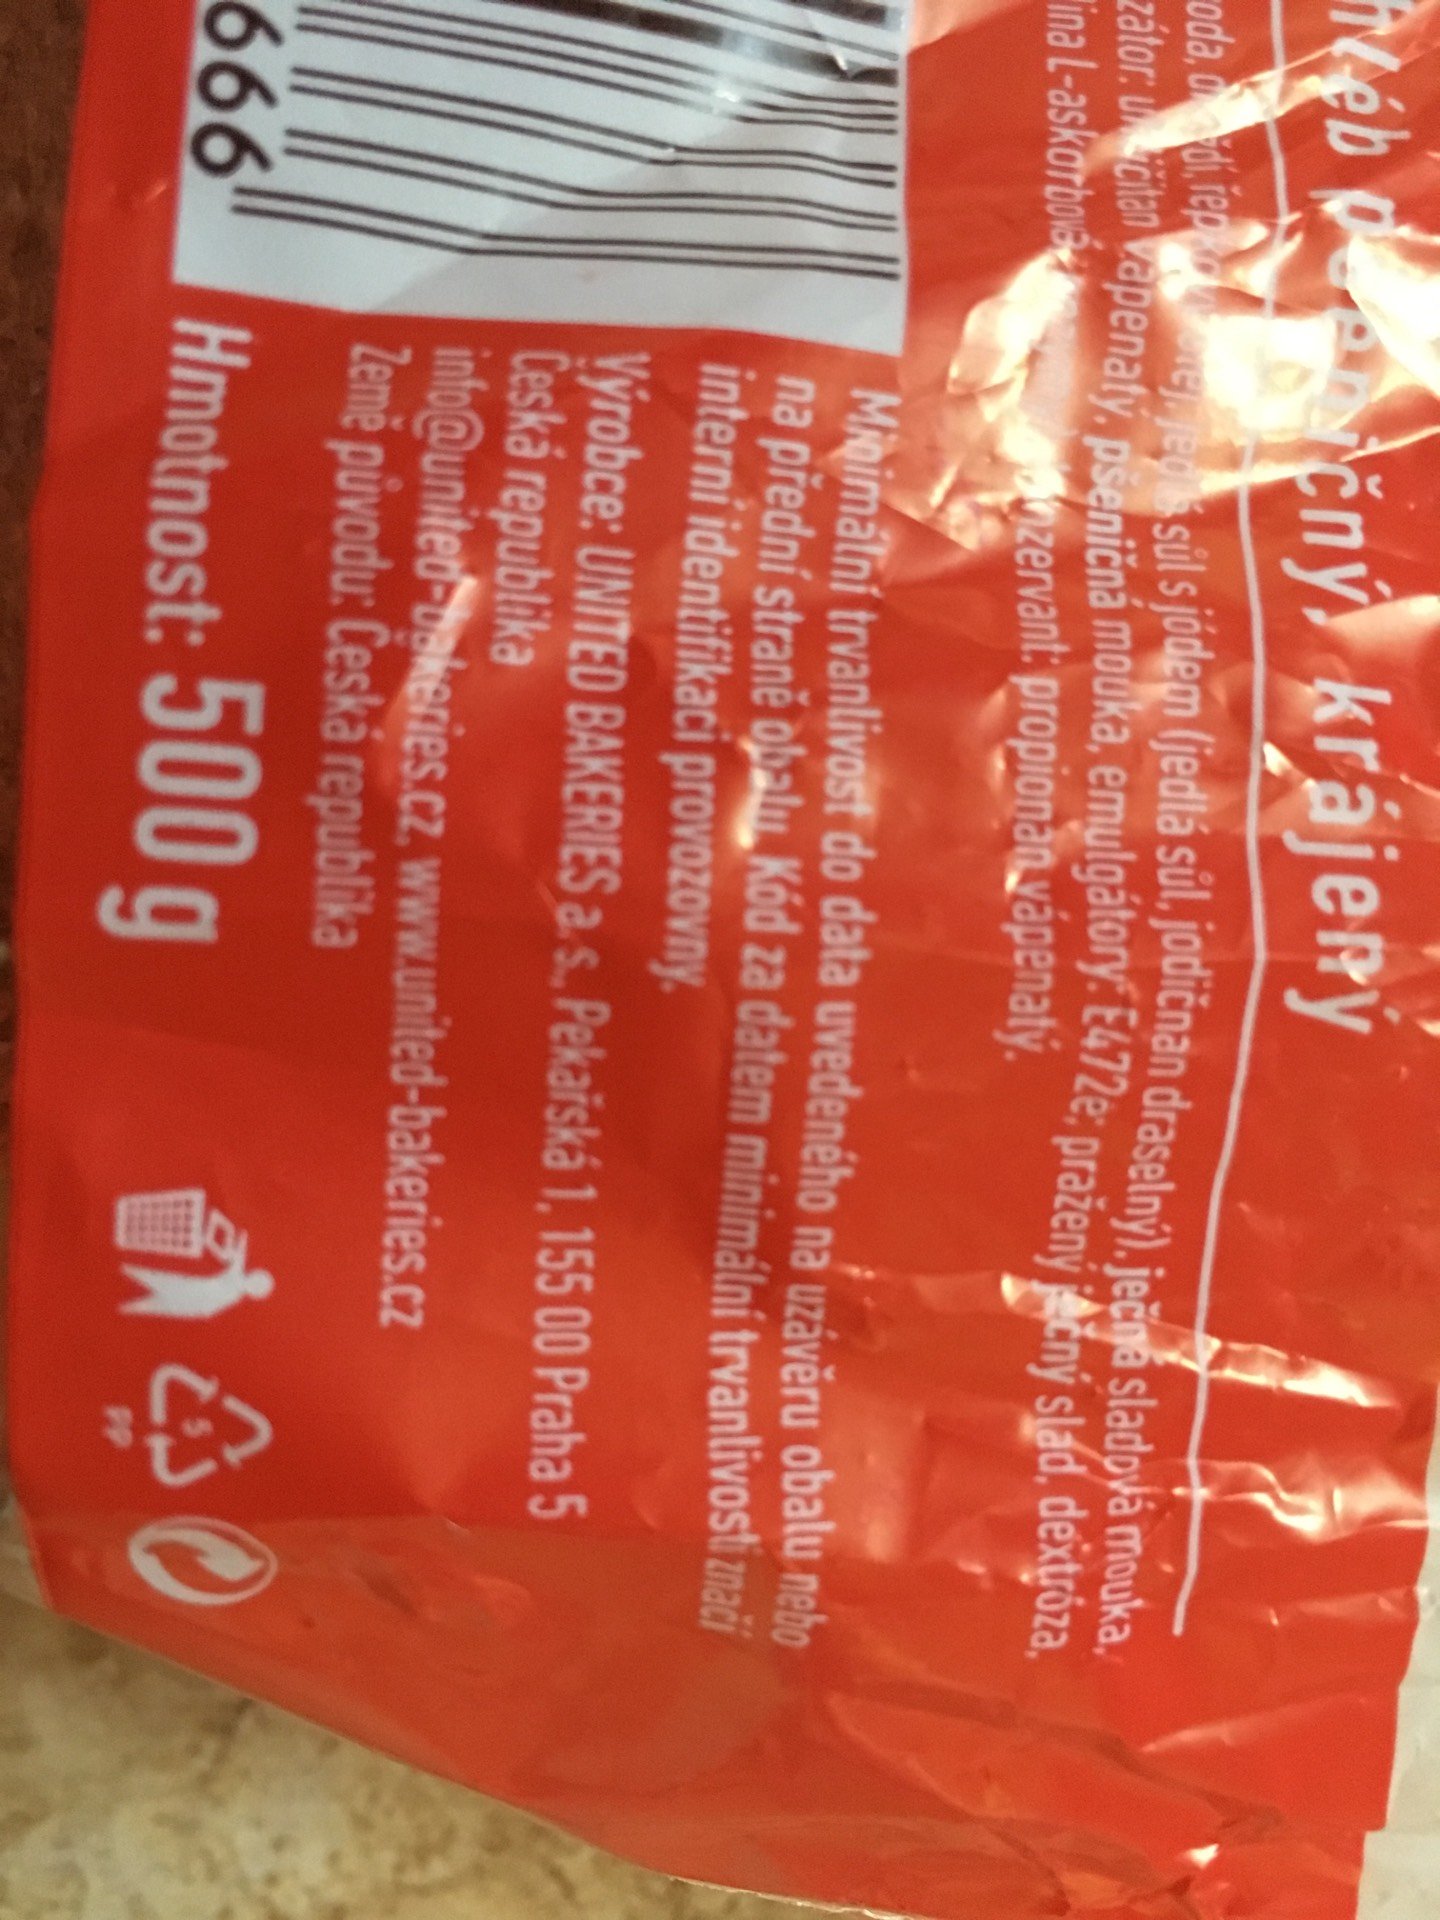 chléb pšeničný, krájený
voda, droždí, řepkový olej, jedlá sůl s jódem (jedlá sůl, jodičnan draselný), ječná sladová mouka,
uhličitan vápenatý, pšeničná mouka, emulgátory: E472e; pražený ječný slad, dextróza,
L-askorbová konzervant: propionan vápenatý.
Minimální trvanlivost do data uvedeného na uzávěru obalu nebo
na přední straně obalu. Kód za datem minimální trvanlivosti značí
interní identifikaci provozovny.
Výrobce: UNITED BAKERIES a. s., Pekařská 1, 155 00 Praha 5
Česká republika
info@united-bakeries.cz, www.united-bakeries.cz
Země původu: Česká republika
666
Hmotnost: 500 g
5
PP